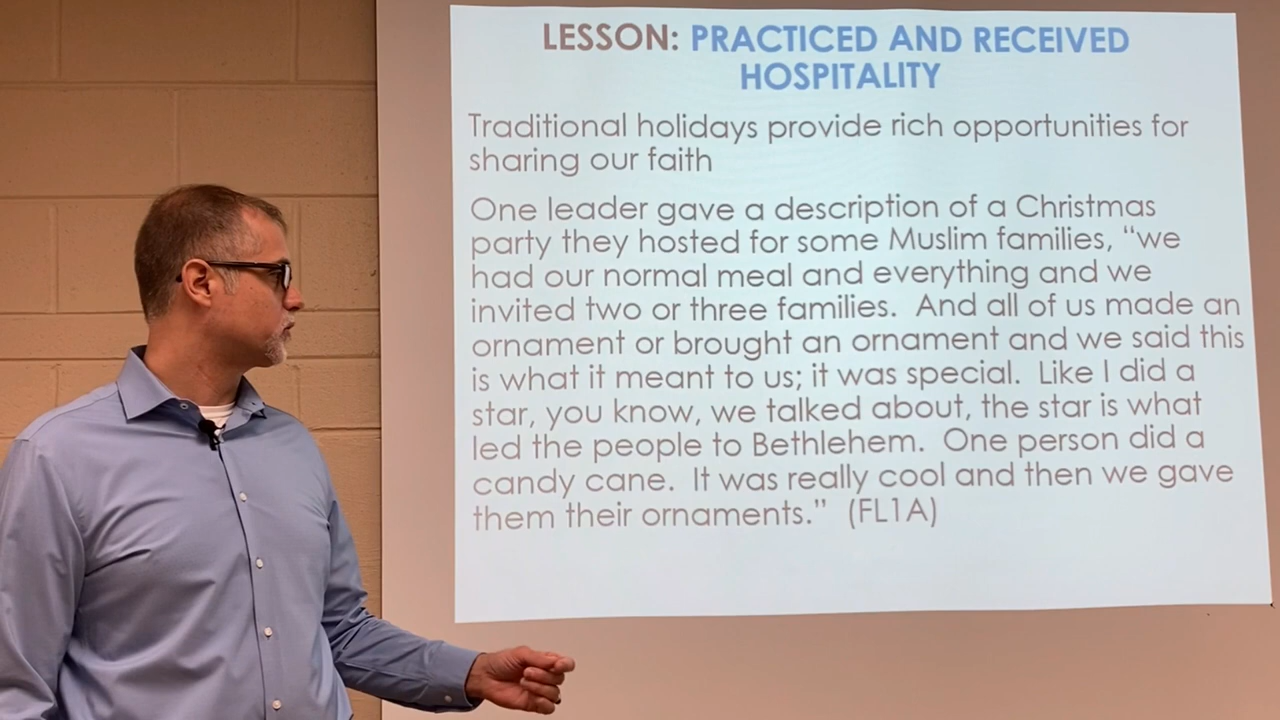 LESSON: PRACTICED AND RECEIVED
HOSPITALITY
Traditional holidays provide rich opportunities for
sharing our faith
One leader gave a description of a Christmas
party they hosted for some Muslim families, “we
had our normal meal and everything and we
invited two or three families. And all of us made an
ornament or brought an ornament and we said this
is what it meant to us; it was special. Like I did a
star, you know, we talked about, the star is what
led the people to Bethlehem. One person did a
candy cane. It was really cool and then we gave
them their ornaments.” (FL1A)